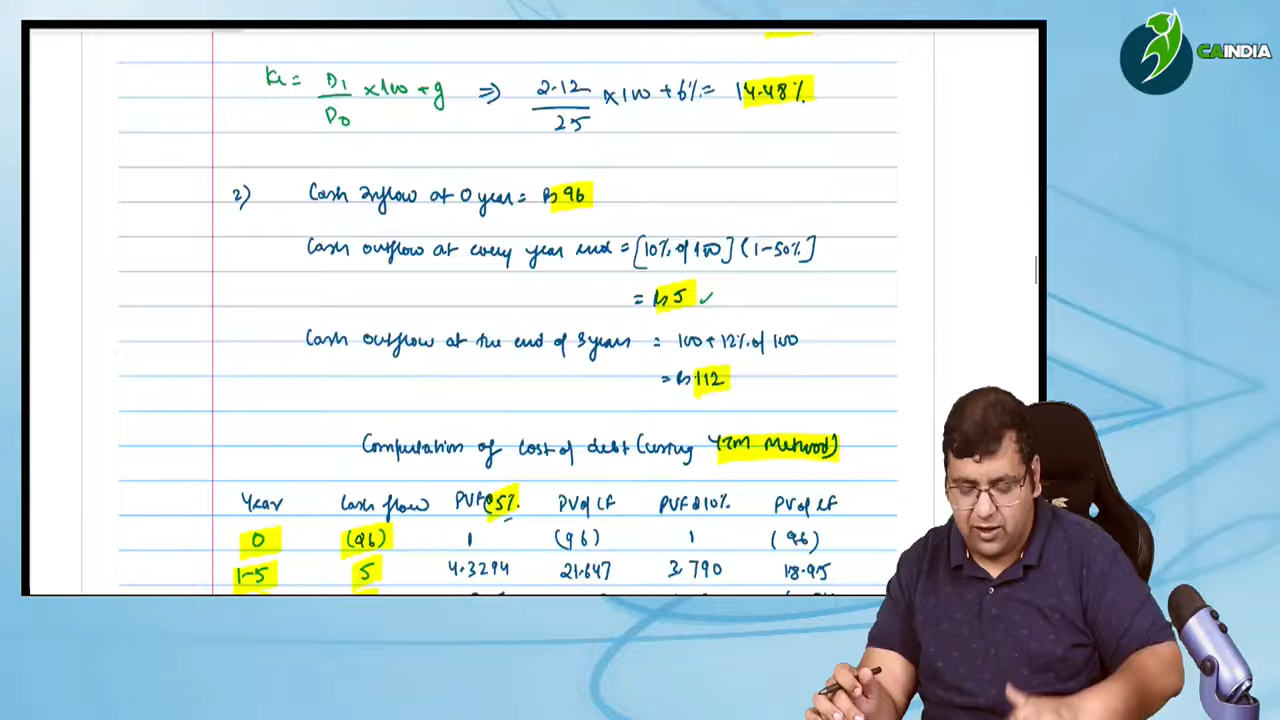 CAINDIA
Ke = D1/D0 × 100 + g ⇒ 2.12/25 × 100 + 6% = 14.48%
2) Cash Inflow at 0 year = Rs 96
Cash outflow at every year end = [10% of 100] (1-50%)
= Rs 5 ✓
Cash outflow at the end of 5 years = 100 + 12% of 100
= Rs 112
Computation of cost of debt (using YTM Method)
Year Cash flow PVF@5% PV of CF PVF@10% PV of CF
0 (96) 1 (96) 1 (96)
1-5 5 4.3294 21.647 3.790 18.95